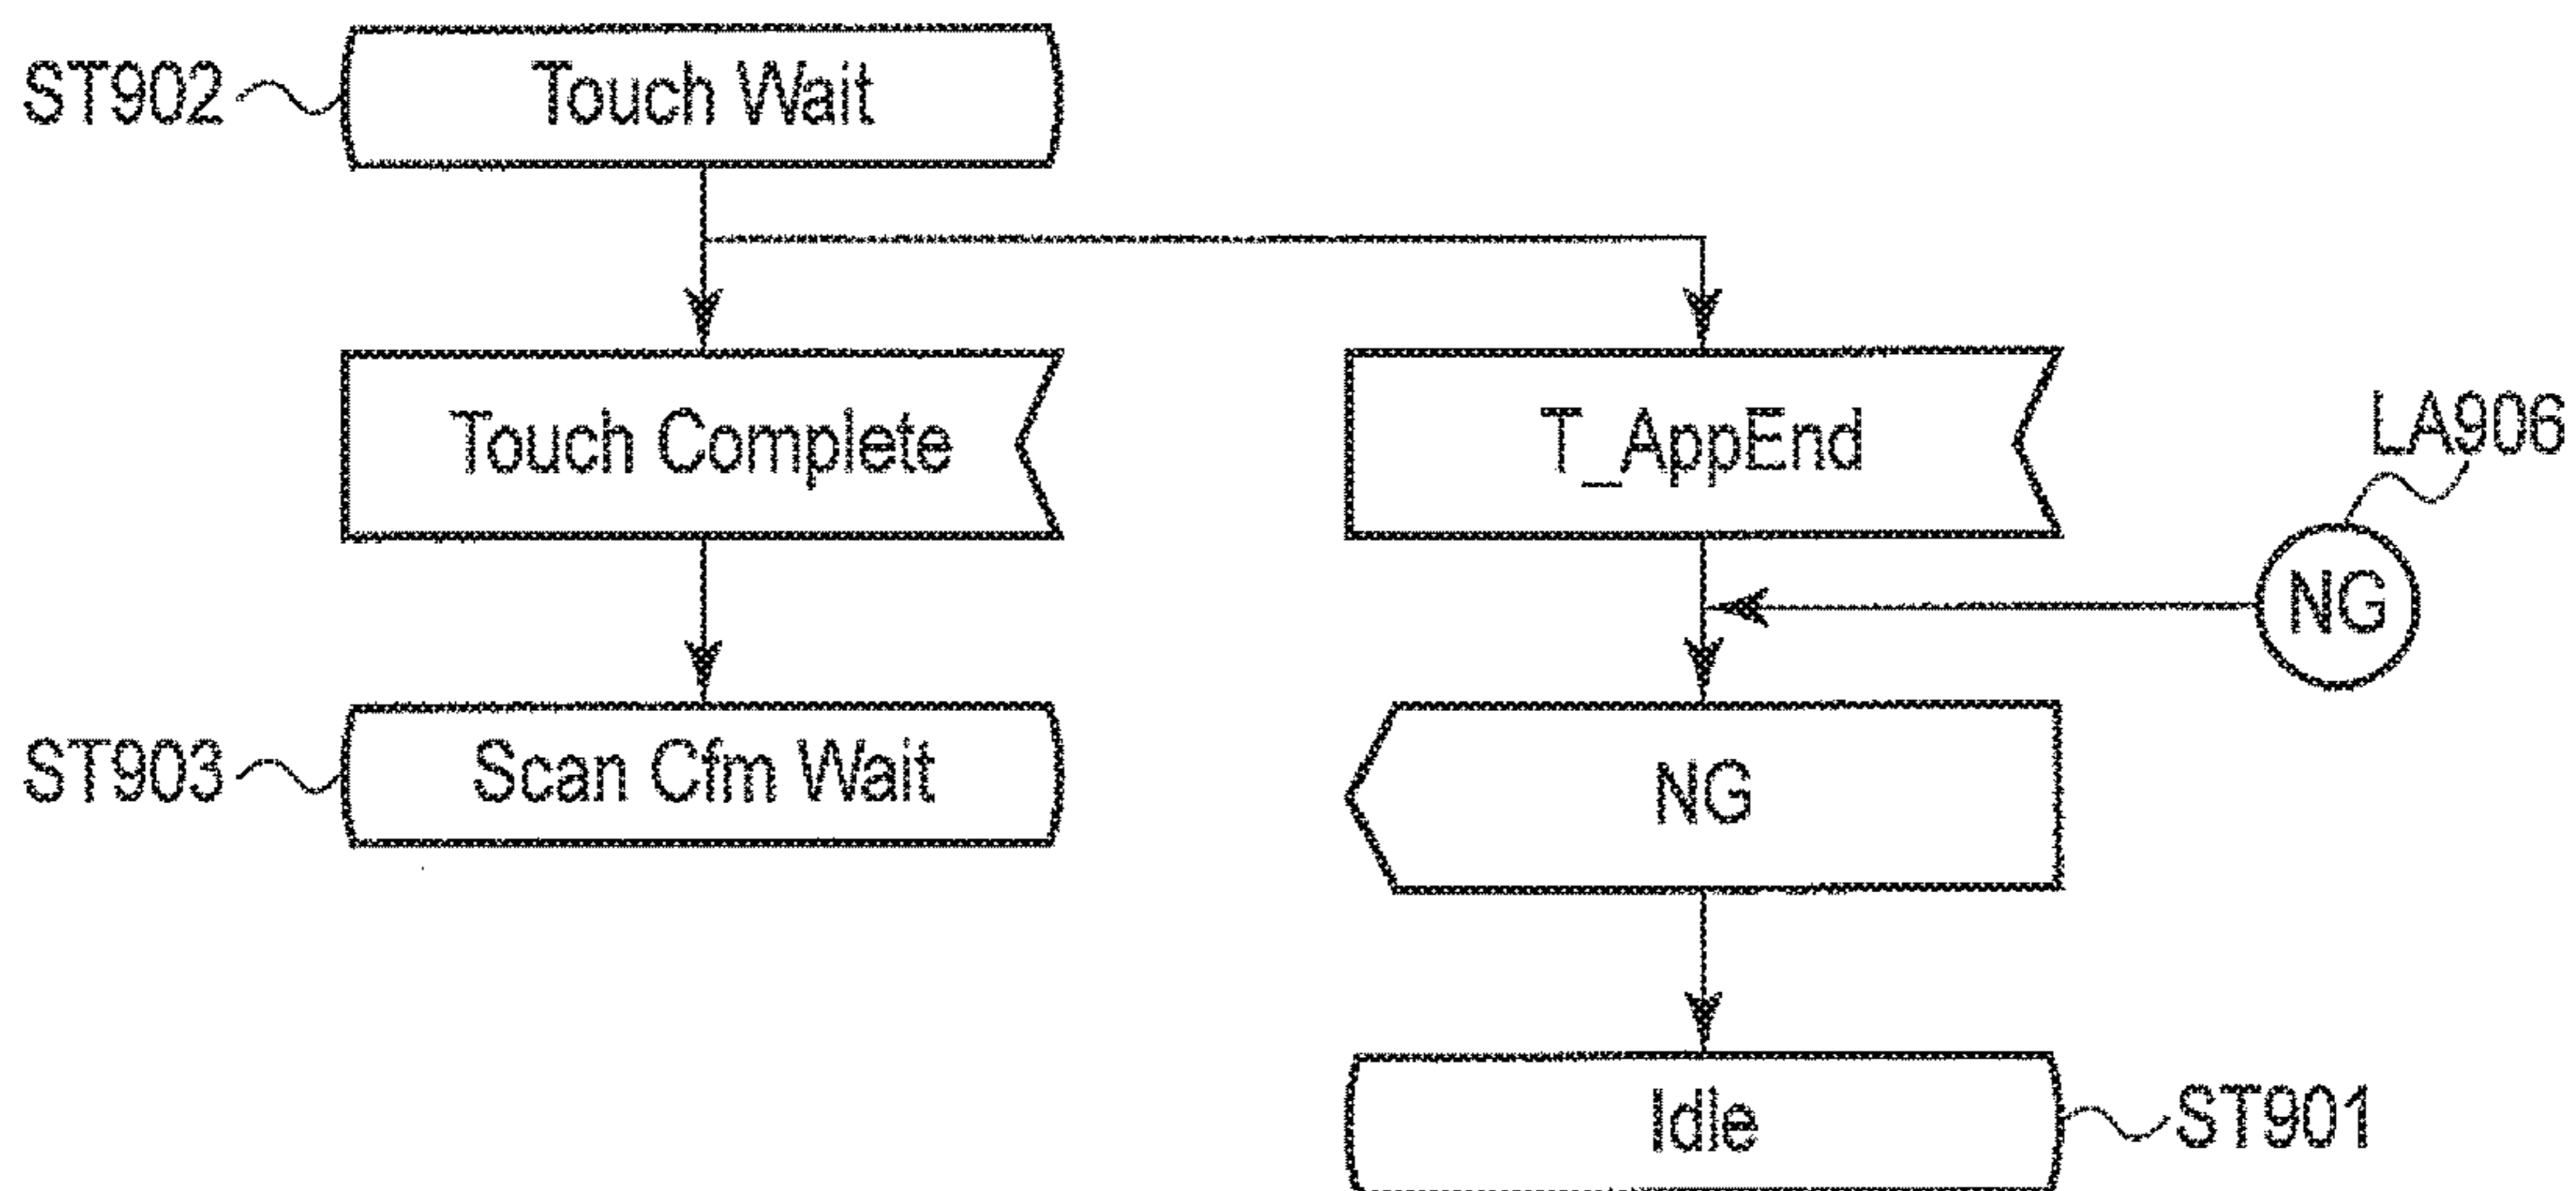 ST902
Touch Wait
Touch Complete
T_AppEnd
LA906
NG
ST903
Scan Cfm Wait
NG
Idle
ST901